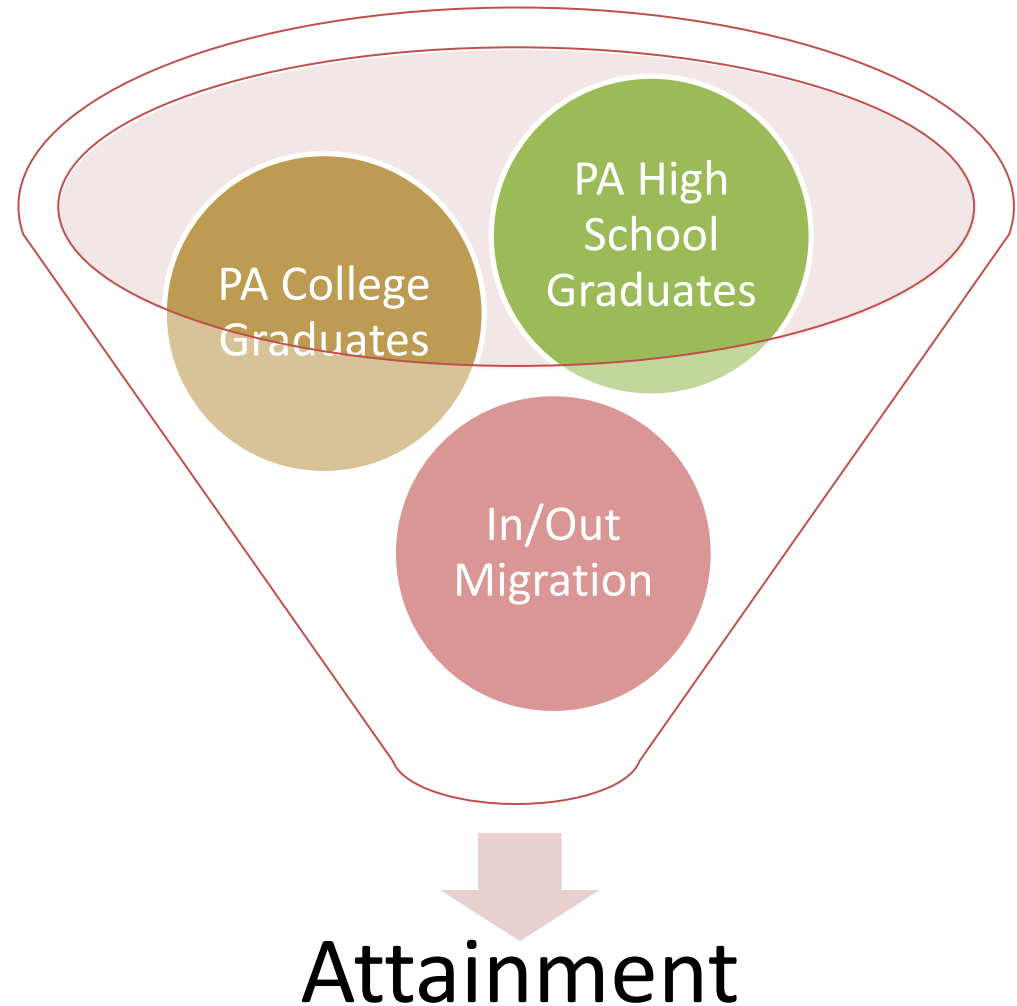 PA High
School
Graduates
PA College
Graduates
In/Out
Migration
Attainment